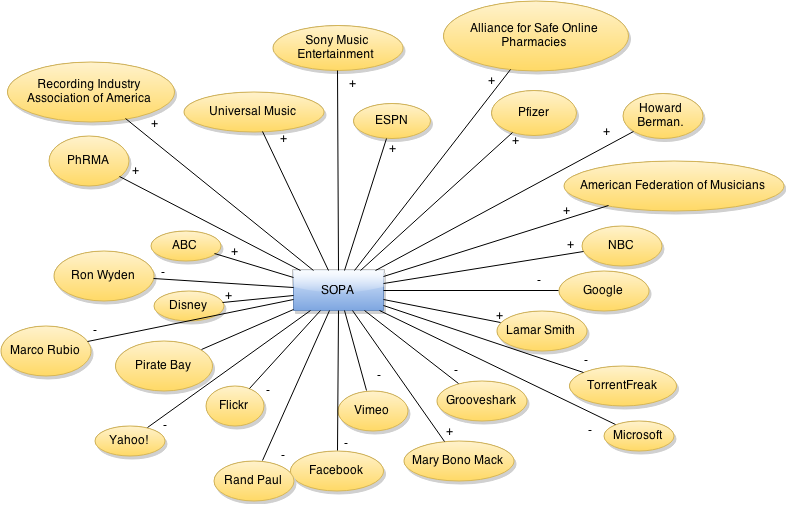 Sony Music
Entertainment
+
Alliance for Safe Online
Pharmacies
+
Recording Industry
Association of America
+
Universal Music
+
ESPN
+
Pfizer
+
Howard
Berman.
+
PhRMA
+
American Federation of Musicians
+
ABC
+
NBC
+
Ron Wyden
-
SOPA
Google
-
Disney
+
Lamar Smith
+
Marco Rubio
-
Pirate Bay
TorrentFreak
-
Flickr
-
Vimeo
-
Grooveshark
-
Yahoo!
-
Microsoft
-
Rand Paul
-
Facebook
-
Mary Bono Mack
+